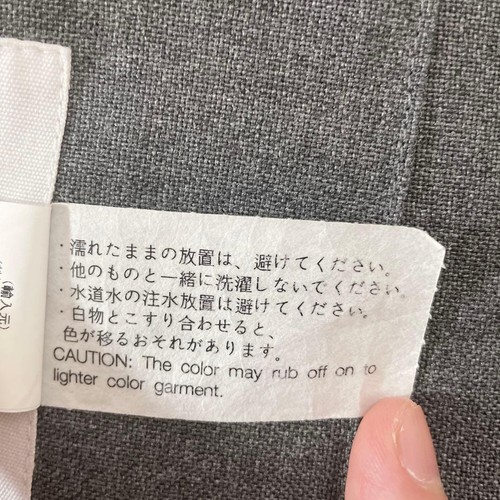 ・濡れたままの放置は、避けてください。
・他のものと一緒に洗濯しないでください。
・水道水の注水放置は避けてください。
・白物とこすり合わせると、
色が移るおそれがあります。
CAUTION: The color may rub off on to
lighter color garment.